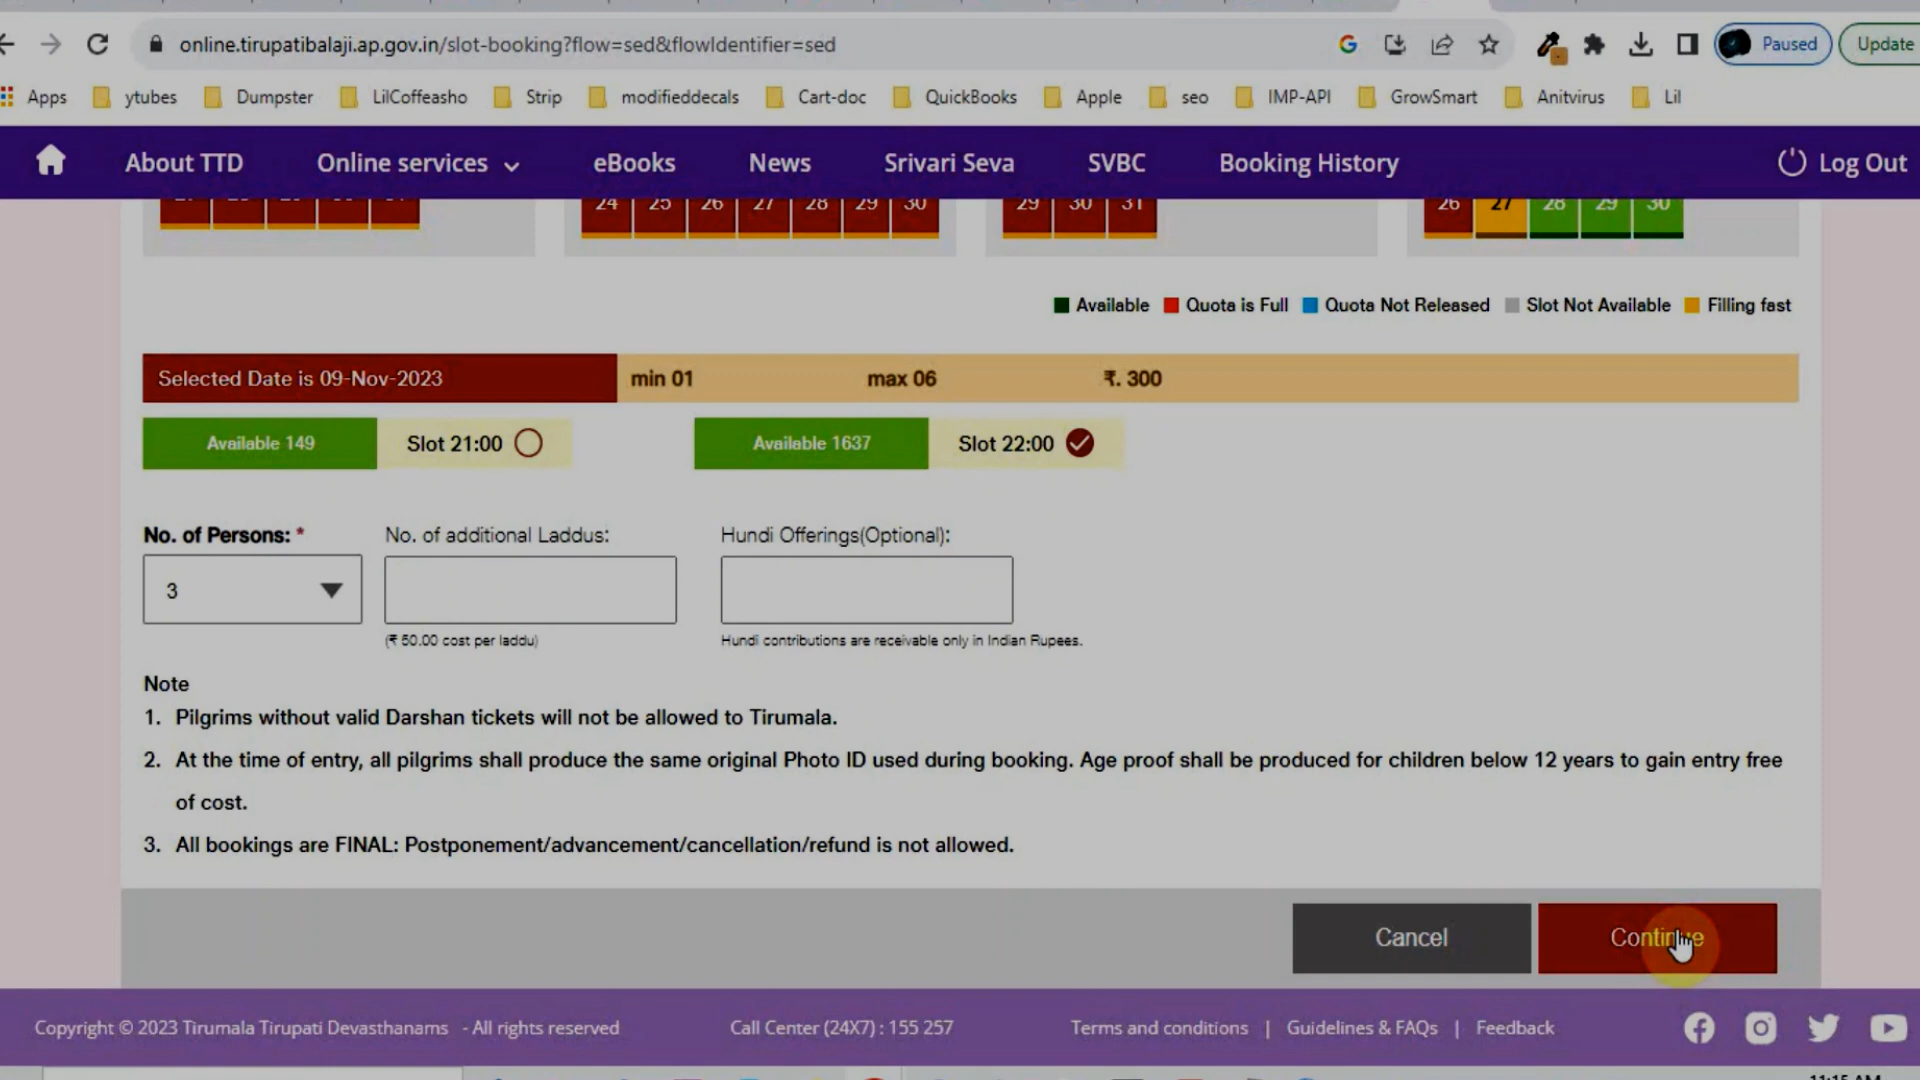 online.tirupatibalaji.ap.gov.in/slot-booking?flow=sed&flowIdentifier=sed
Paused
Update
Apps ytubes Dumpster LilCoffeasho Strip modifieddecals Cart-doc QuickBooks Apple seo IMP-API GrowSmart Anitvirus Lil
About TTD Online services eBooks News Srivari Seva SVBC Booking History Log Out
24 25 26 27 28 29 30 29 30 31 26 27 28 29 30
Available Quota is Full Quota Not Released Slot Not Available Filling fast
Selected Date is 09-Nov-2023 min 01 max 06 ₹. 300
Available 149 Slot 21:00 Available 1637 Slot 22:00
No. of Persons: * No. of additional Laddus: Hundi Offerings(Optional):
3
(₹ 50.00 cost per laddu) Hundi contributions are receivable only in Indian Rupees.
Note
1. Pilgrims without valid Darshan tickets will not be allowed to Tirumala.
2. At the time of entry, all pilgrims shall produce the same original Photo ID used during booking. Age proof shall be produced for children below 12 years to gain entry free
of cost.
3. All bookings are FINAL: Postponement/advancement/cancellation/refund is not allowed.
Cancel Continue
Copyright © 2023 Tirumala Tirupati Devasthanams - All rights reserved Call Center (24X7) : 155 257 Terms and conditions | Guidelines & FAQs | Feedback